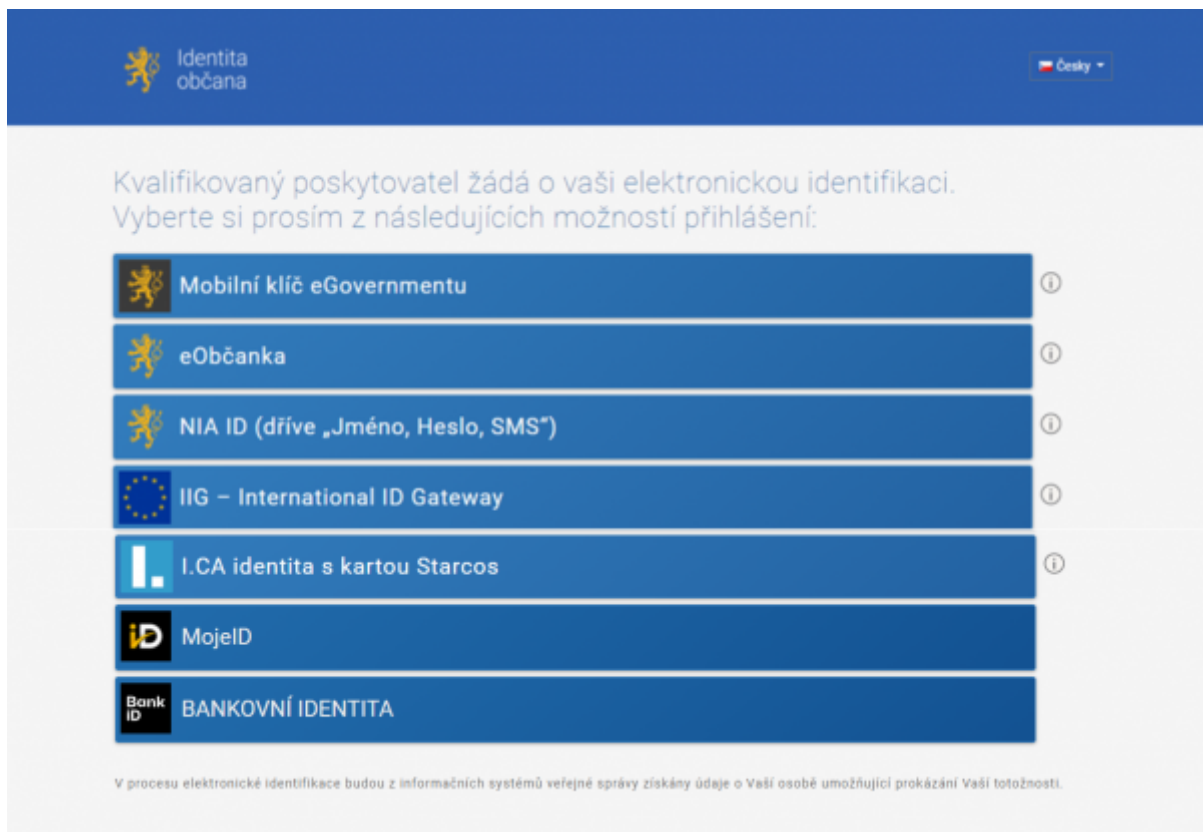 Identita
občana
Česky
Kvalifikovaný poskytovatel žádá o vaši elektronickou identifikaci.
Vyberte si prosím z následujících možností přihlášení:
Mobilní klíč eGovernmentu
eObčanka
NIA ID (dříve „Jméno, Heslo, SMS“)
IIG – International ID Gateway
I.
I.CA identita s kartou Starcos
iD
MojeID
Bank
iD
BANKOVNÍ IDENTITA
V procesu elektronické identifikace budou z informačních systémů veřejné správy získány údaje o Vaší osobě umožňující prokázání Vaší totožnosti.